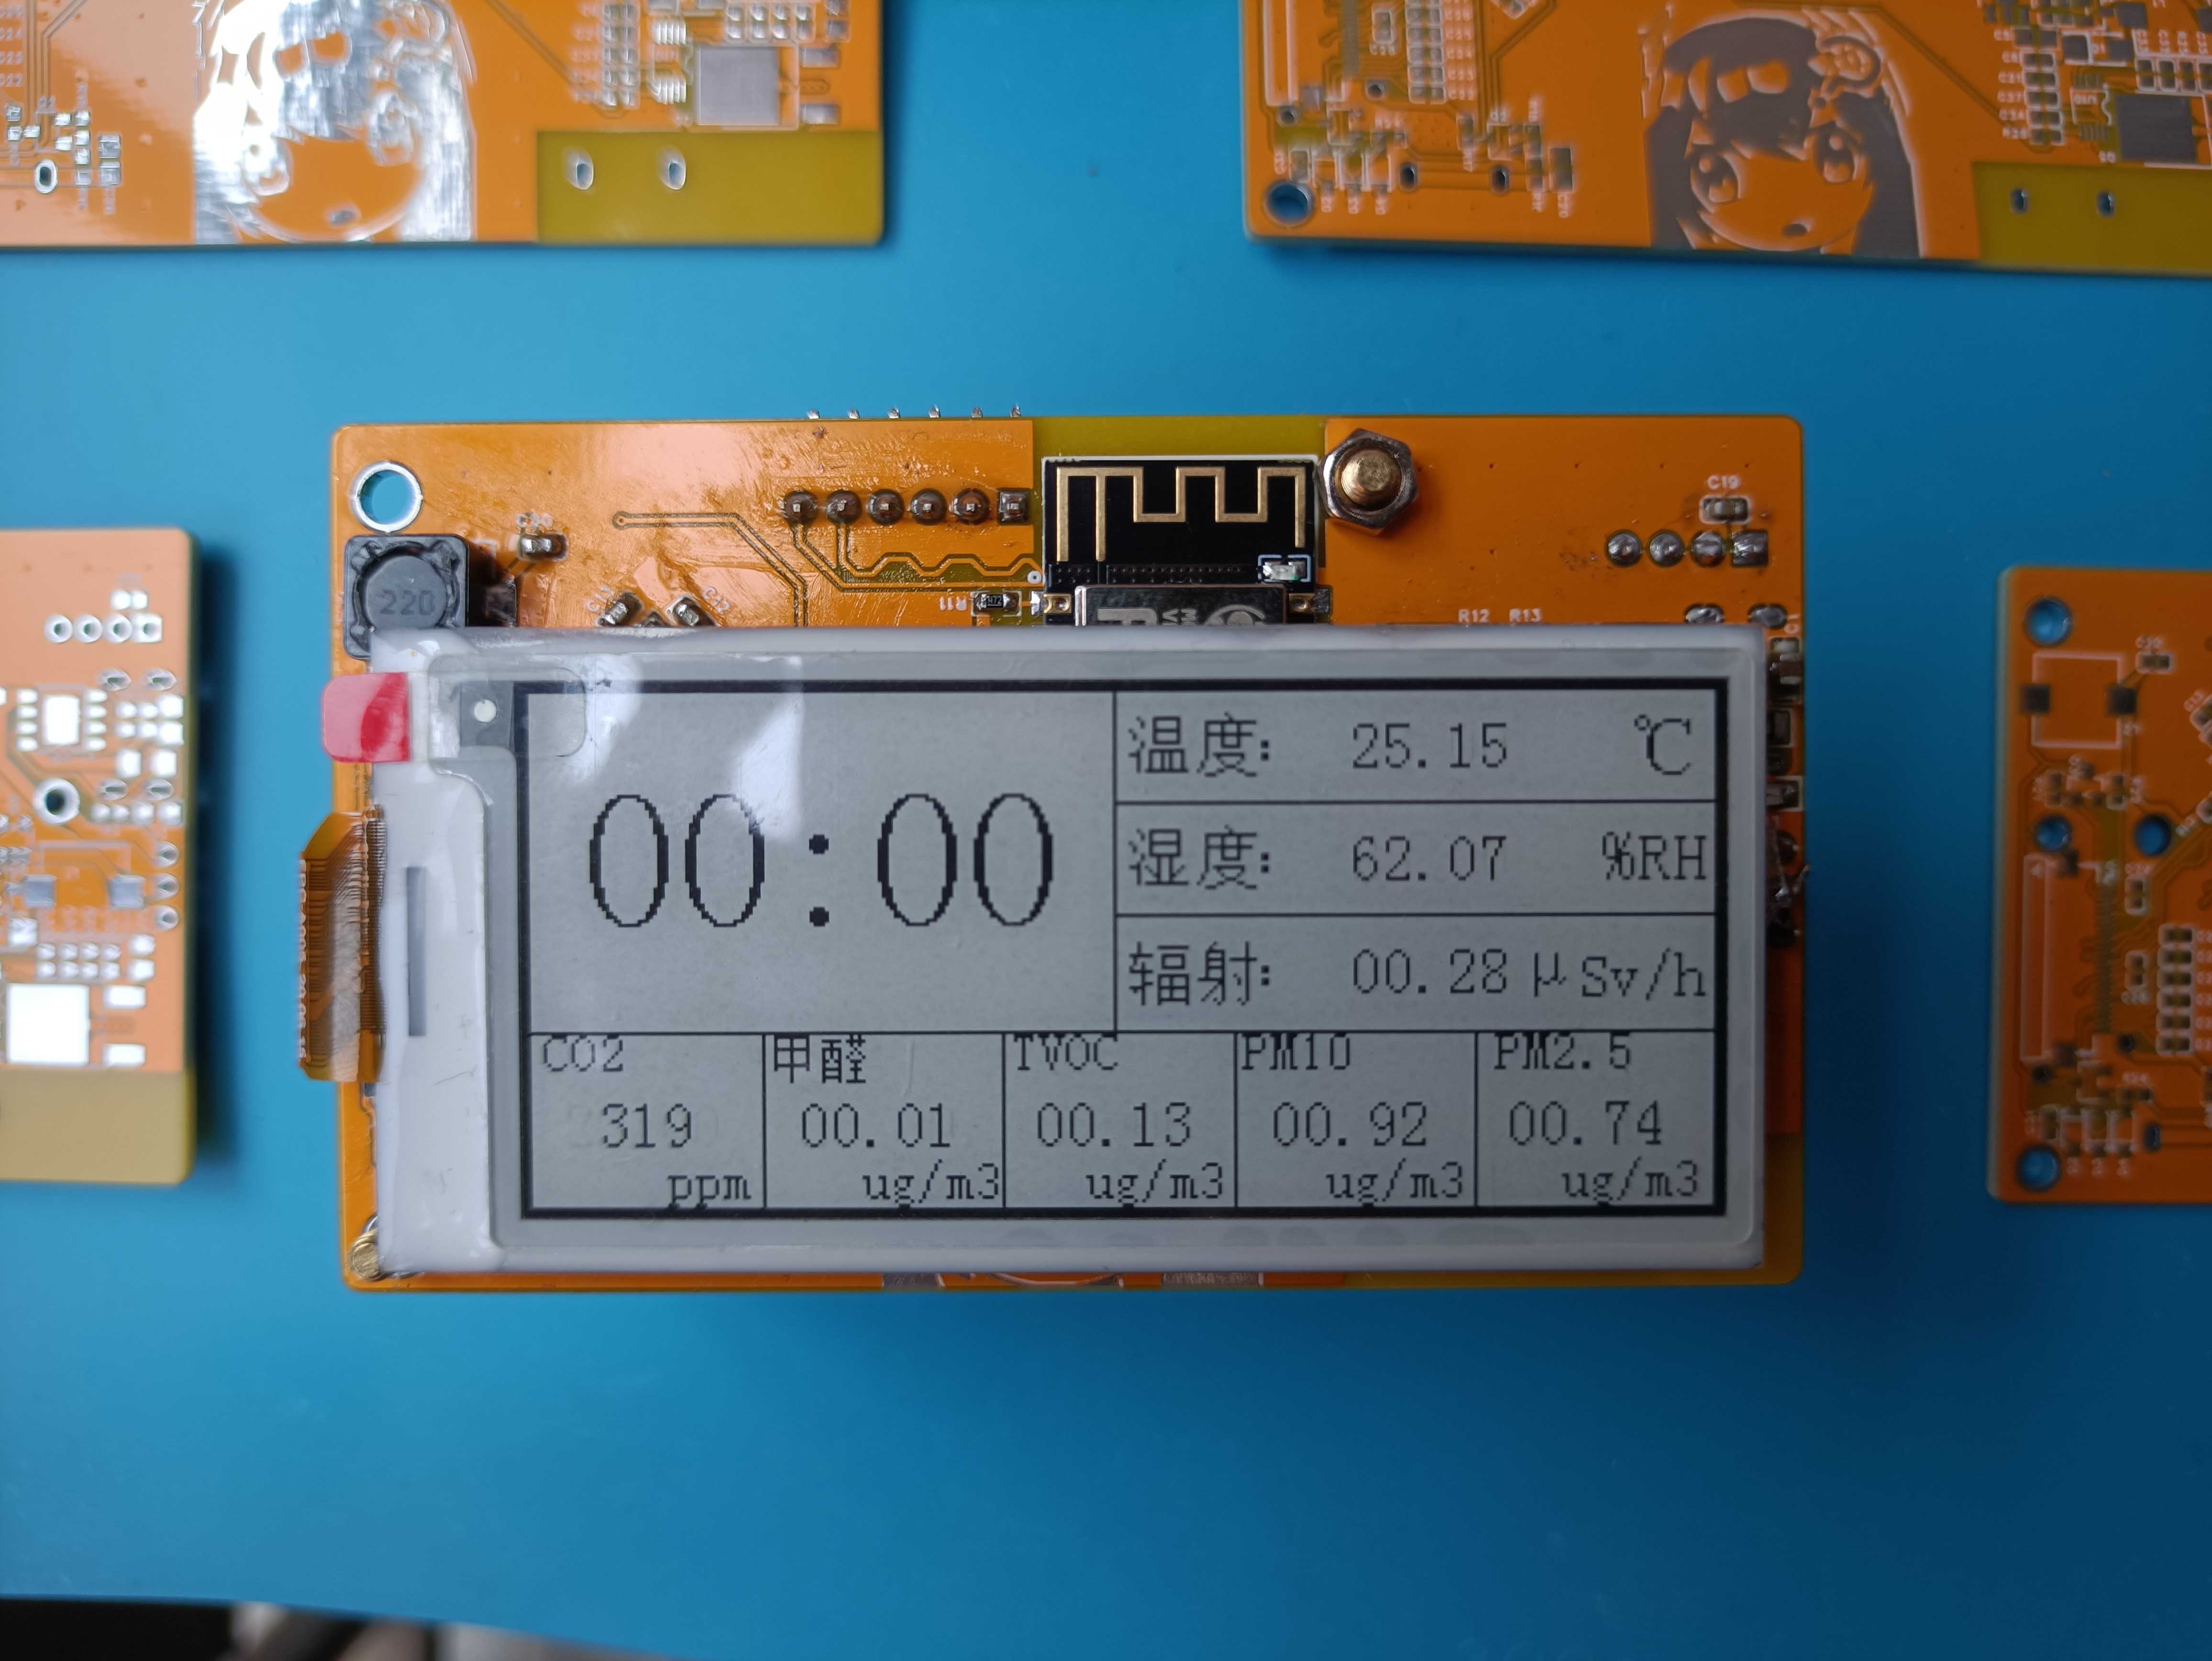 C19
220
R11
R12 R13
00:00
温度: 25.15 ℃
湿度: 62.07 %RH
辐射: 00.28 μSv/h
CO2
319
ppm
甲醛
00.01
ug/m3
TVOC
00.13
ug/m3
PM10
00.92
ug/m3
PM2.5
00.74
ug/m3